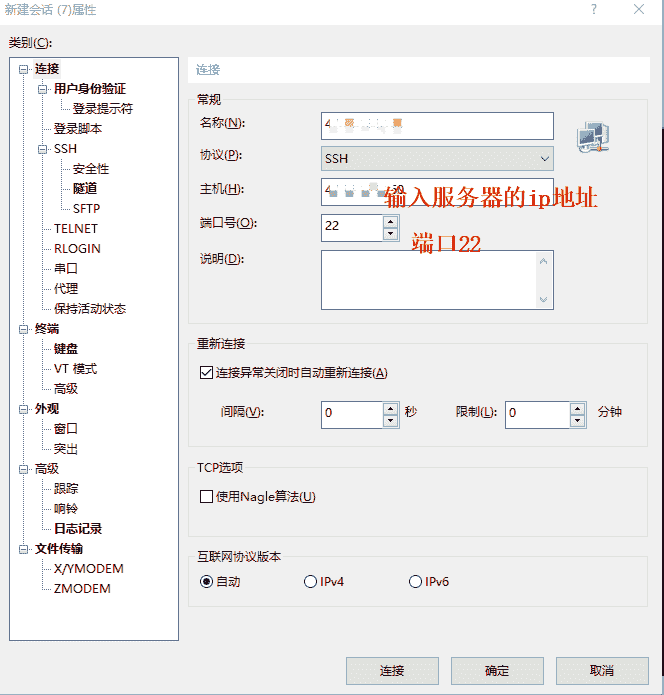 新建会话 (7)属性
?
类别(C):
连接
用户身份验证
登录提示符
登录脚本
SSH
安全性
隧道
SFTP
TELNET
RLOGIN
串口
代理
保持活动状态
终端
键盘
VT 模式
高级
外观
窗口
突出
高级
跟踪
响铃
日志记录
文件传输
X/YMODEM
ZMODEM
连接
常规
名称(N):
4
协议(P):
SSH
主机(H):
4
输入服务器的ip地址
端口号(O):
22
端口22
说明(D):
重新连接
连接异常关闭时自动重新连接(A)
间隔(V):
0
秒
限制(L):
0
分钟
TCP选项
使用Nagle算法(U)
互联网协议版本
自动
IPv4
IPv6
连接
确定
取消